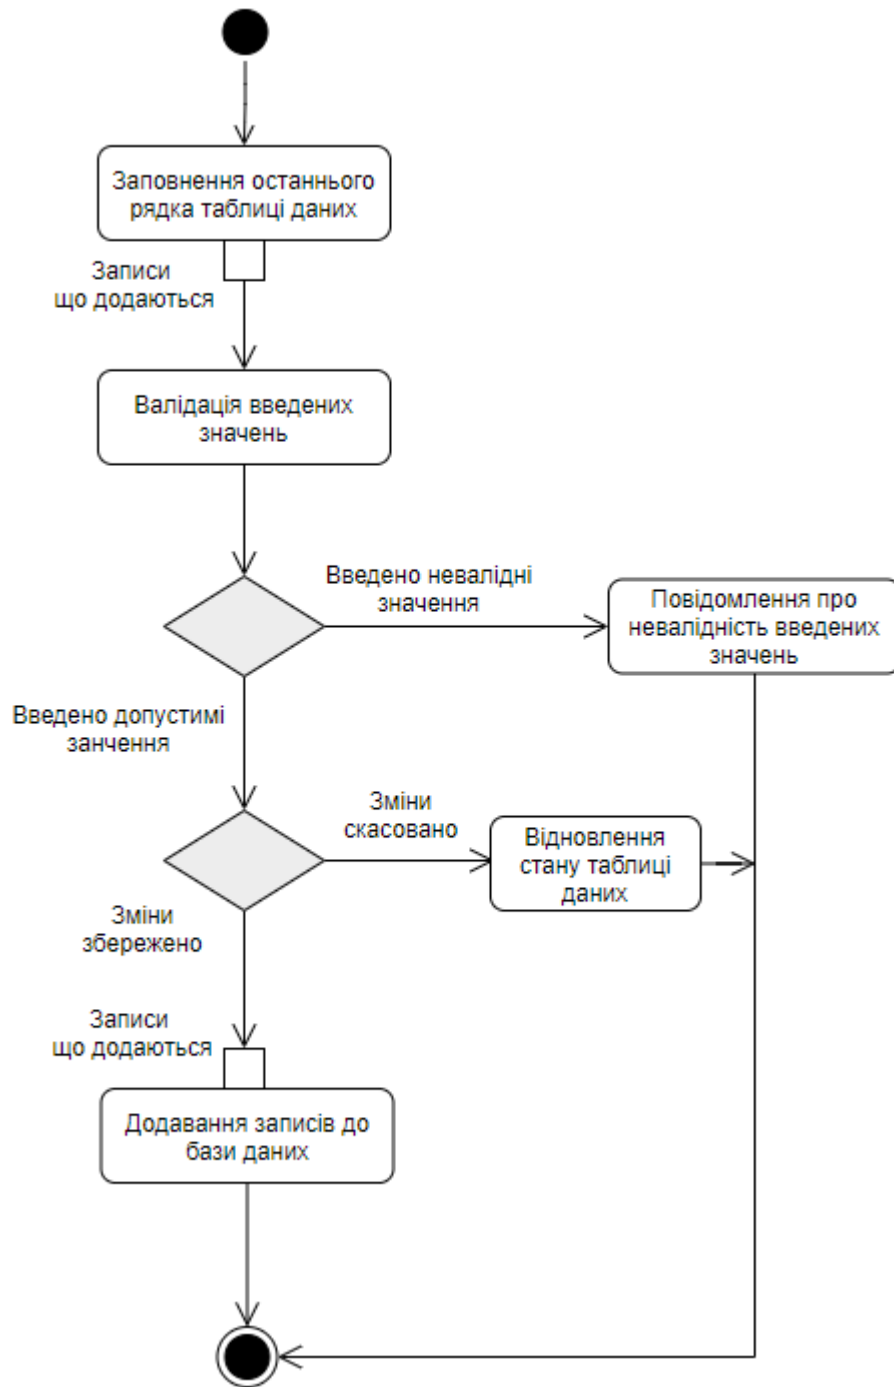 Заповнення останнього
рядка таблиці даних
Записи
що додаються
Валідація введених
значень
Введено невалідні
значення
Повідомлення про
невалідність введених
значень
Введено допустимі
занчення
Зміни
скасовано
Відновлення
стану таблиці
даних
Зміни
збережено
Записи
що додаються
Додавання записів до
бази даних